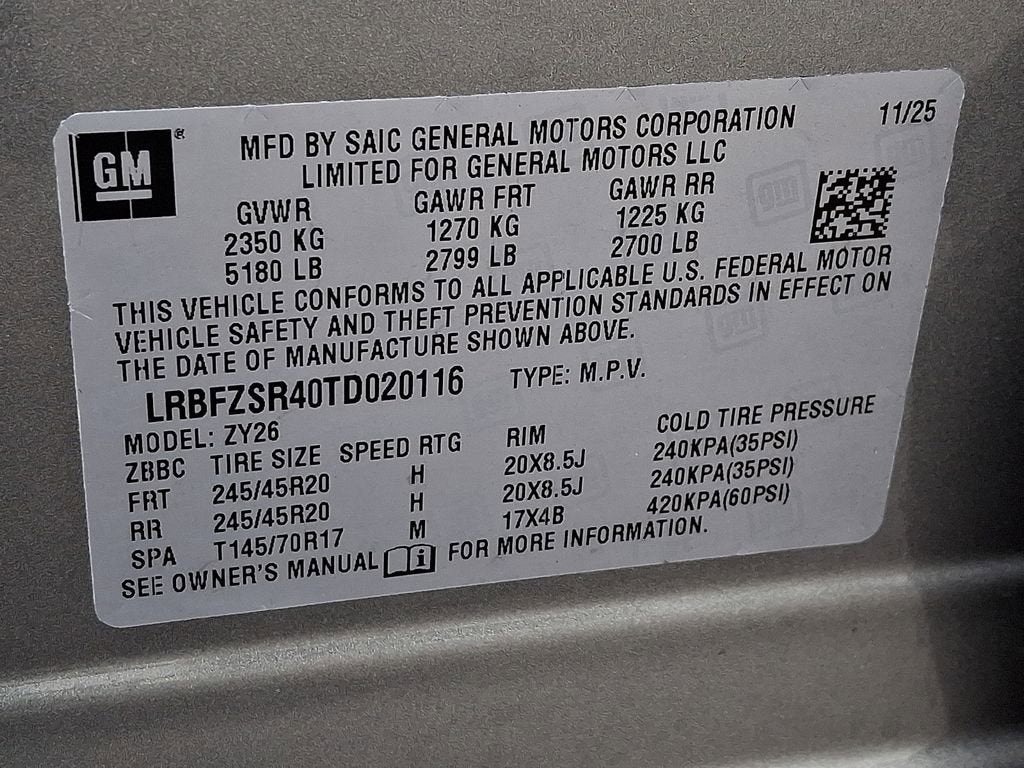 GM ® MFD BY SAIC GENERAL MOTORS CORPORATION 11/25
LIMITED FOR GENERAL MOTORS LLC
GVWR GAWR FRT GAWR RR
2350 KG 1270 KG 1225 KG
5180 LB 2799 LB 2700 LB
THIS VEHICLE CONFORMS TO ALL APPLICABLE U.S. FEDERAL MOTOR
VEHICLE SAFETY AND THEFT PREVENTION STANDARDS IN EFFECT ON
THE DATE OF MANUFACTURE SHOWN ABOVE.
LRBFZSR40TD020116 TYPE: M.P.V.
MODEL: ZY26
ZBBC TIRE SIZE SPEED RTG RIM COLD TIRE PRESSURE
FRT 245/45R20 H 20X8.5J 240KPA(35PSI)
RR 245/45R20 H 20X8.5J 240KPA(35PSI)
SPA T145/70R17 M 17X4B 420KPA(60PSI)
SEE OWNER'S MANUAL FOR MORE INFORMATION.